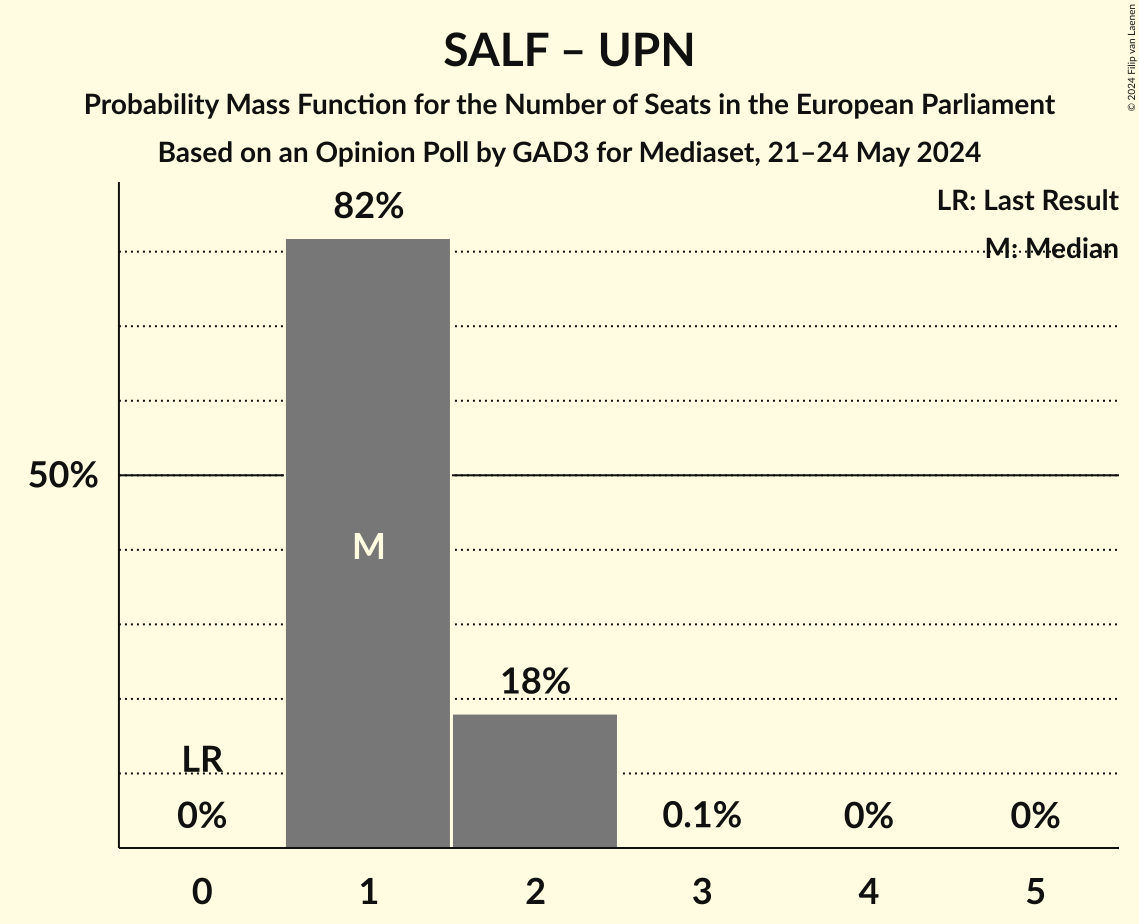 SALF – UPN
Probability Mass Function for the Number of Seats in the European Parliament
Based on an Opinion Poll by GAD3 for Mediaset, 21–24 May 2024
© 2024 Filip van Laenen
LR: Last Result
M: Median
82%
50%
M
18%
LR
0%
0.1%
0%
0%
0 1 2 3 4 5